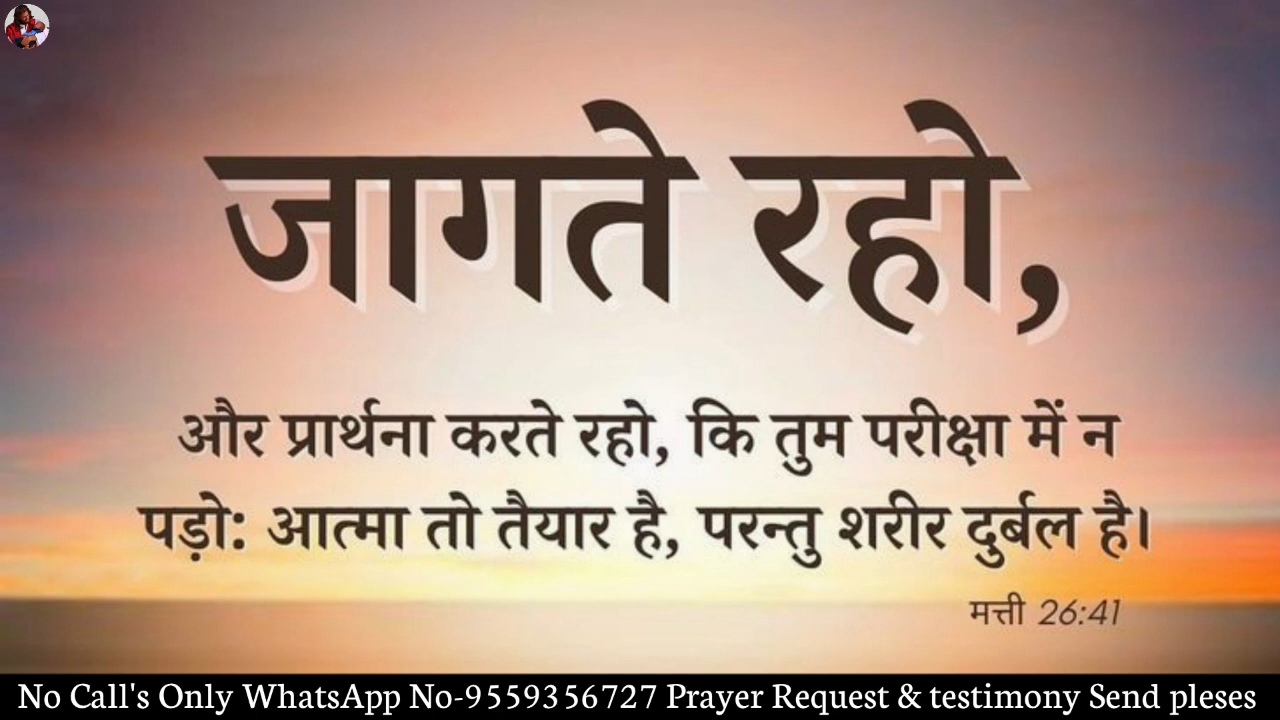 जागते रहो,
और प्रार्थना करते रहो, कि तुम परीक्षा में न
पड़ो: आत्मा तो तैयार है, परन्तु शरीर दुर्बल है।
मत्ती 26:41
No Call's Only WhatsApp No-9559356727 Prayer Request & testimony Send pleses